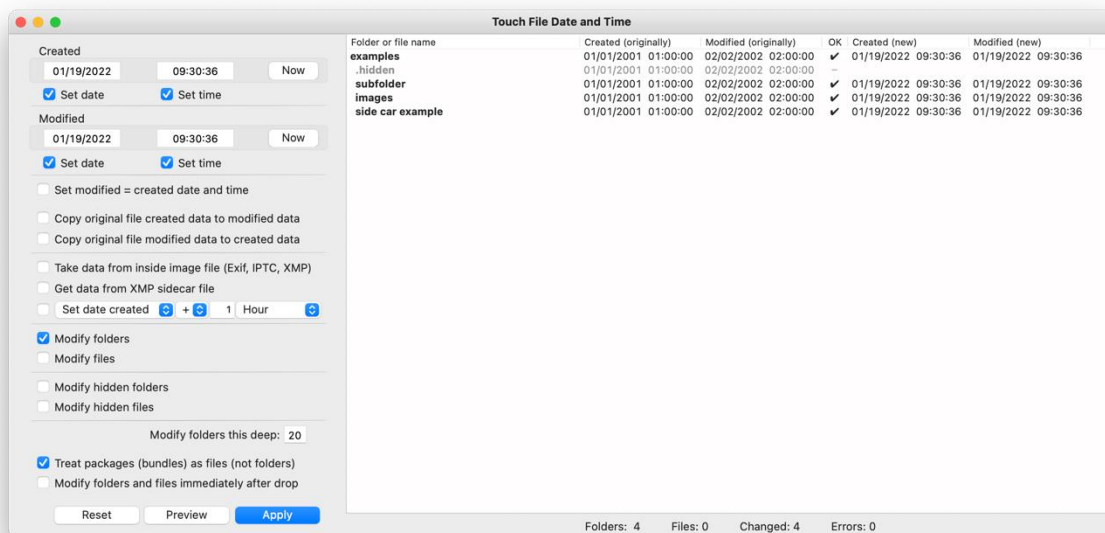 Touch File Date and Time
Created
01/19/2022 09:30:36 Now
Set date Set time
Modified
01/19/2022 09:30:36 Now
Set date Set time
Set modified = created date and time
Copy original file created data to modified data
Copy original file modified data to created data
Take data from inside image file (Exif, IPTC, XMP)
Get data from XMP sidecar file
Set date created + 1 Hour
Modify folders
Modify files
Modify hidden folders
Modify hidden files
Modify folders this deep: 20
Treat packages (bundles) as files (not folders)
Modify folders and files immediately after drop
Reset Preview Apply
Folder or file name Created (originally) Modified (originally) OK Created (new) Modified (new)
examples 01/01/2001 01:00:00 02/02/2002 02:00:00 ✔ 01/19/2022 09:30:36 01/19/2022 09:30:36
.hidden 01/01/2001 01:00:00 02/02/2002 02:00:00 –
subfolder 01/01/2001 01:00:00 02/02/2002 02:00:00 ✔ 01/19/2022 09:30:36 01/19/2022 09:30:36
images 01/01/2001 01:00:00 02/02/2002 02:00:00 ✔ 01/19/2022 09:30:36 01/19/2022 09:30:36
side car example 01/01/2001 01:00:00 02/02/2002 02:00:00 ✔ 01/19/2022 09:30:36 01/19/2022 09:30:36
Folders: 4 Files: 0 Changed: 4 Errors: 0